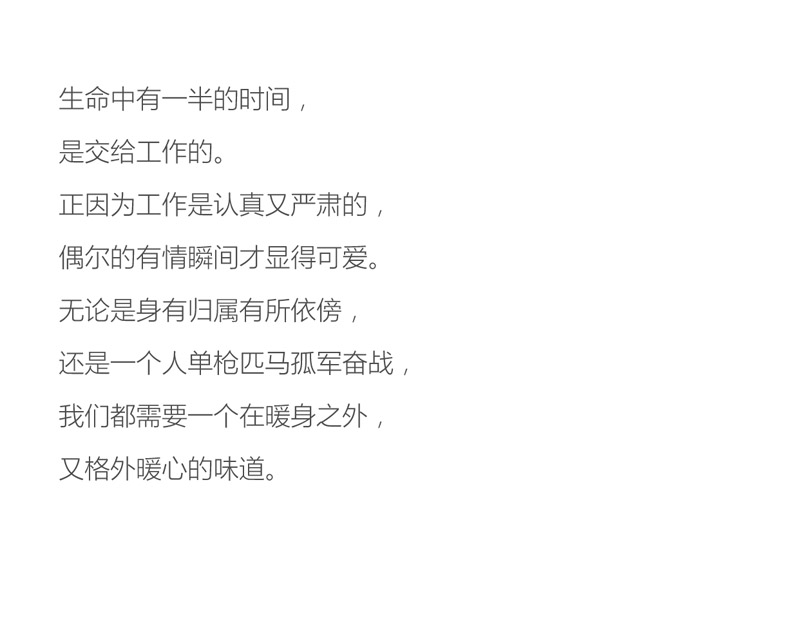 生命中有一半的时间，
是交给工作的。
正因为工作是认真又严肃的，
偶尔的有情瞬间才显得可爱。
无论是身有归属有所依傍，
还是一个人单枪匹马孤军奋战，
我们都需要一个在暖身之外，
又格外暖心的味道。